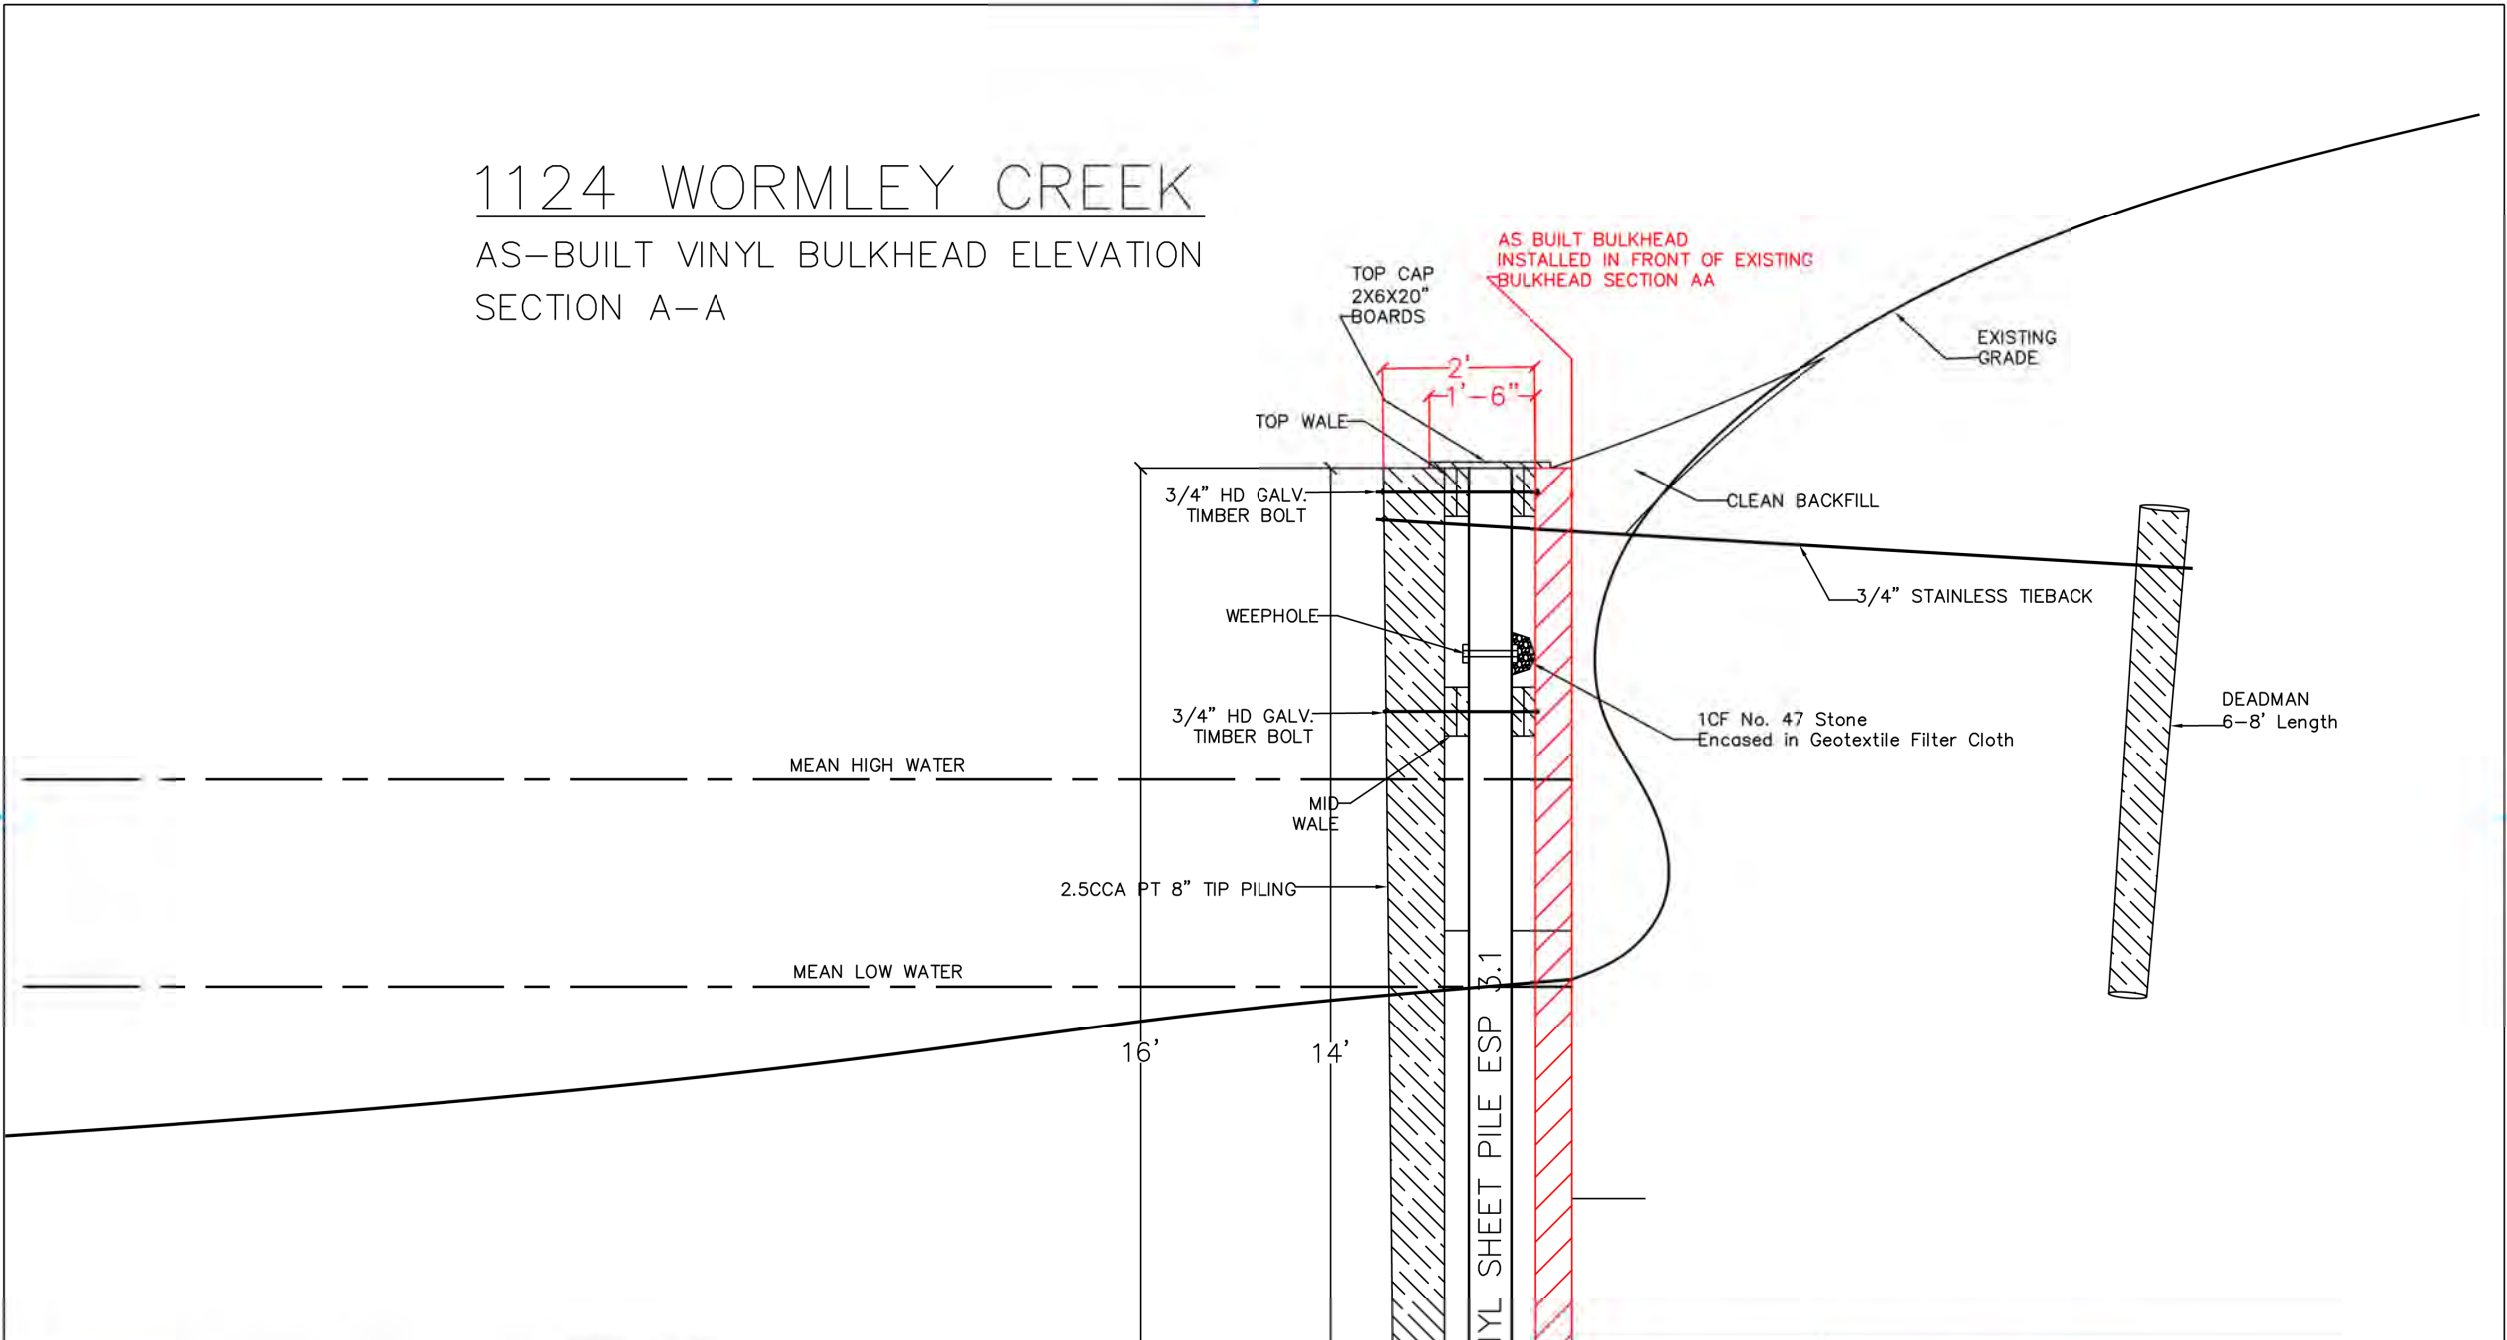 1124 WORMLEY CREEK
AS-BUILT VINYL BULKHEAD ELEVATION
SECTION A-A
AS BUILT BULKHEAD
INSTALLED IN FRONT OF EXISTING
BULKHEAD SECTION AA
TOP CAP
2X6X20"
BOARDS
EXISTING
GRADE
2'
1'-6"
TOP WALE
3/4" HD GALV.
TIMBER BOLT
CLEAN BACKFILL
3/4" STAINLESS TIEBACK
WEEPHOLE
DEADMAN
6-8' Length
3/4" HD GALV.
TIMBER BOLT
1CF No. 47 Stone
Encased in Geotextile Filter Cloth
MEAN HIGH WATER
MID
WALE
2.5CCA PT 8" TIP PILING
MEAN LOW WATER
16'
14'
SHEET PILE ESP 3.1